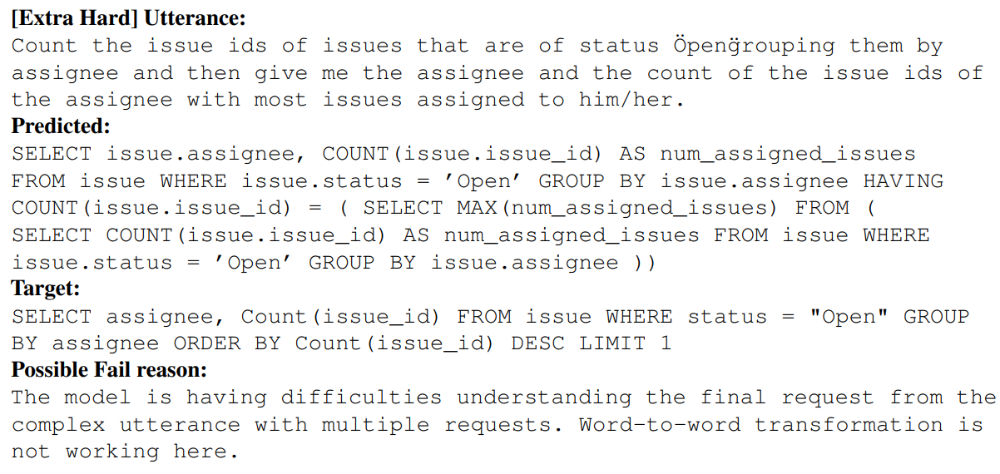 [Extra Hard] Utterance:
Count the issue ids of issues that are of status Öpen̈grouping them by
assignee and then give me the assignee and the count of the issue ids of
the assignee with most issues assigned to him/her.
Predicted:
SELECT issue.assignee, COUNT(issue.issue_id) AS num_assigned_issues
FROM issue WHERE issue.status = ’Open’ GROUP BY issue.assignee HAVING
COUNT(issue.issue_id) = ( SELECT MAX(num_assigned_issues) FROM (
SELECT COUNT(issue.issue_id) AS num_assigned_issues FROM issue WHERE
issue.status = ’Open’ GROUP BY issue.assignee ))
Target:
SELECT assignee, Count(issue_id) FROM issue WHERE status = "Open" GROUP
BY assignee ORDER BY Count(issue_id) DESC LIMIT 1
Possible Fail reason:
The model is having difficulties understanding the final request from the
complex utterance with multiple requests. Word-to-word transformation is
not working here.